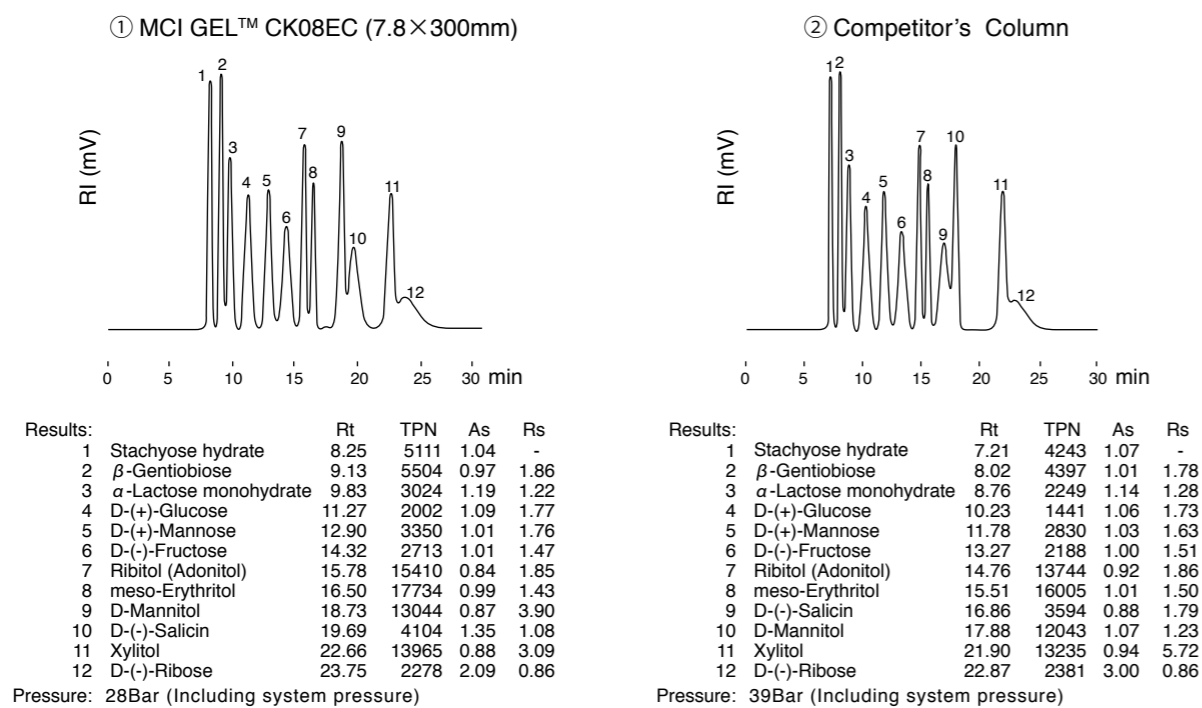 ① MCI GEL™ CK08EC (7.8×300mm)
RI (mV)
1
2
3
4
5
6
7
8
9
10
11
12
0 5 10 15 20 25 30 min
Results: Rt TPN As Rs
1 Stachyose hydrate 8.25 5111 1.04 -
2 β-Gentiobiose 9.13 5504 0.97 1.86
3 α-Lactose monohydrate 9.83 3024 1.19 1.22
4 D-(+)-Glucose 11.27 2002 1.09 1.77
5 D-(+)-Mannose 12.90 3350 1.01 1.76
6 D-(-)-Fructose 14.32 2713 1.01 1.47
7 Ribitol (Adonitol) 15.78 15410 0.84 1.85
8 meso-Erythritol 16.50 17734 0.99 1.43
9 D-Mannitol 18.73 13044 0.87 3.90
10 D-(-)-Salicin 19.69 4104 1.35 1.08
11 Xylitol 22.66 13965 0.88 3.09
12 D-(-)-Ribose 23.75 2278 2.09 0.86
Pressure: 28Bar (Including system pressure)
② Competitor's Column
RI (mV)
1
2
3
4
5
6
7
8
9
10
11
12
0 5 10 15 20 25 30 min
Results: Rt TPN As Rs
1 Stachyose hydrate 7.21 4243 1.07 -
2 β-Gentiobiose 8.02 4397 1.01 1.78
3 α-Lactose monohydrate 8.76 2249 1.14 1.28
4 D-(+)-Glucose 10.23 1441 1.06 1.73
5 D-(+)-Mannose 11.78 2830 1.03 1.63
6 D-(-)-Fructose 13.27 2188 1.00 1.51
7 Ribitol (Adonitol) 14.76 13744 0.92 1.86
8 meso-Erythritol 15.51 16005 1.01 1.50
9 D-(-)-Salicin 16.86 3594 0.88 1.79
10 D-Mannitol 17.88 12043 1.07 1.23
11 Xylitol 21.90 13235 0.94 5.72
12 D-(-)-Ribose 22.87 2381 3.00 0.86
Pressure: 39Bar (Including system pressure)